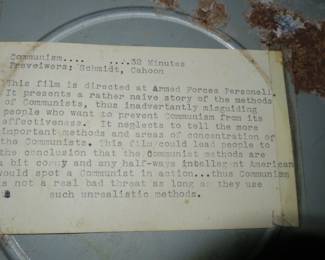 Communism.... ....32 Minutes
Preveiwers; Schmidt, Cahoon
This film is directed at Armed Forces Personell.
It presents a rather naive story of the methods
of Communists, thus inadvertantly misguiding
people who want to prevent Communism from its
effectiveness. It neglects to tell the more
important methods and areas of concentration of
the Communists. This film could lead people to
the conclusion that the Communist methods are
a bit corny and any half-ways American
would spot a Communist in action...thus Communism
is not a real bad threat as long as they use
such unrealistic methods.